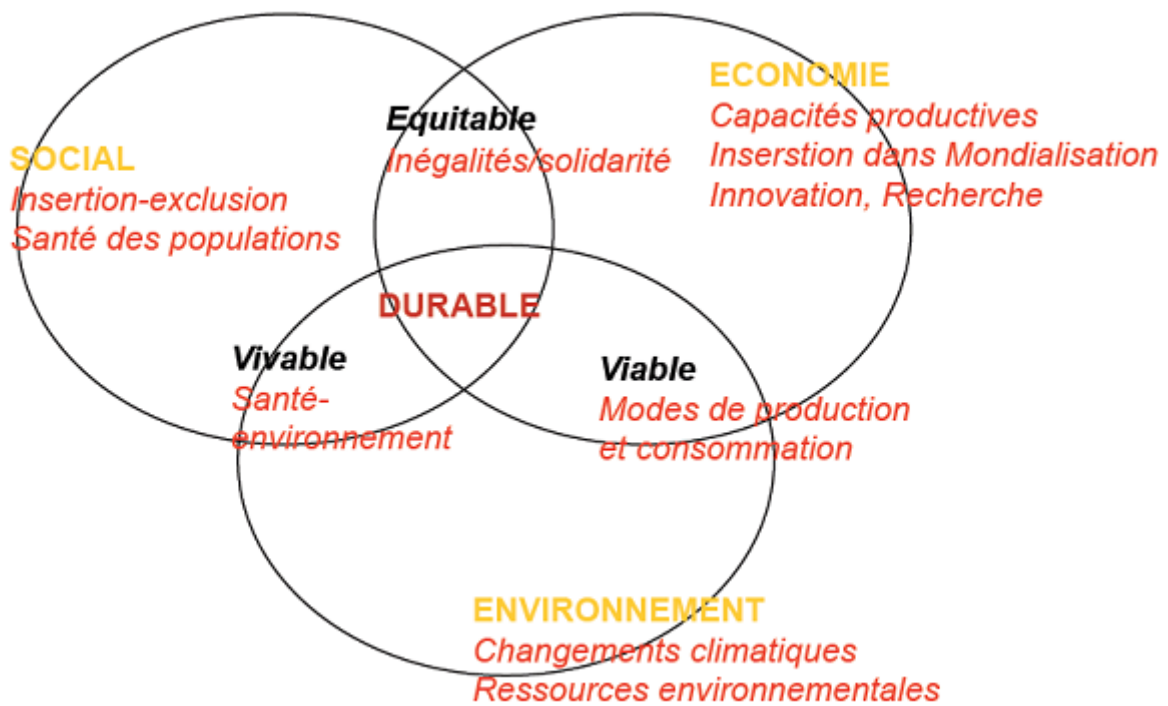 ECONOMIE
Capacités productives
Inserstion dans Mondialisation
Innovation, Recherche
Equitable
Inégalités/solidarité
SOCIAL
Insertion-exclusion
Santé des populations
DURABLE
Vivable
Santé-
environnement
Viable
Modes de production
et consommation
ENVIRONNEMENT
Changements climatiques
Ressources environnementales